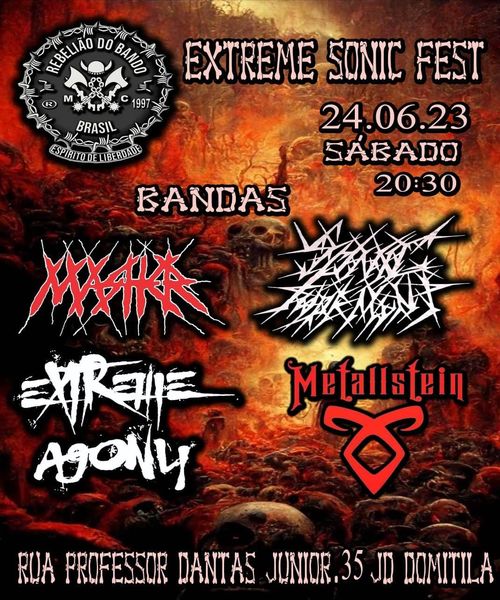 REBELIÃO DO BANDO
M C
® 1997
BRASIL
ESPÍRITO DE LIBERDADE
EXTREME SONIC FEST
24.06.23
SÁBADO
20:30
BANDAS
EXTREME
AGONY
Metallstein
RUA PROFESSOR DANTAS JUNIOR, 35 JD DOMITILA